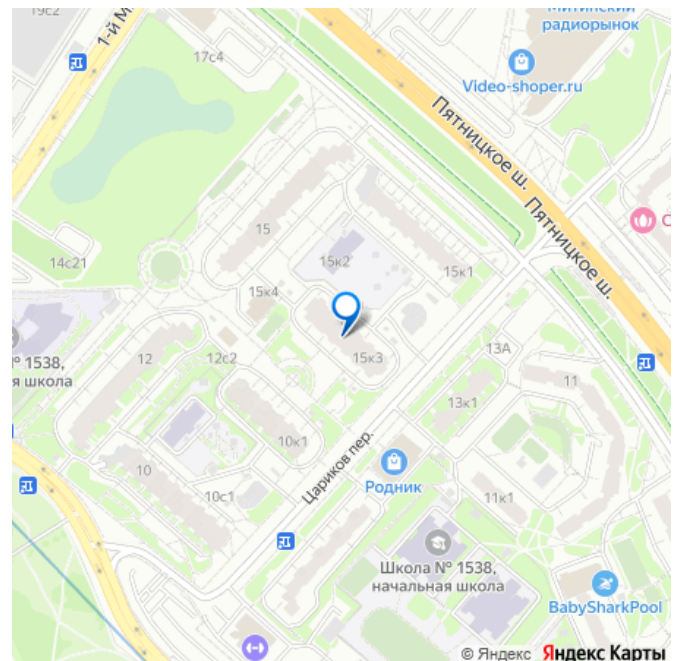 19с2
1-й М
Митинский
радиорынок
17с4
Video-shoper.ru
Пятницкое ш.
Пятницкое ш.
С
15
15к2
15к1
14с21
15к4
№ 1538,
я школа
12
12с2
15к3
13А
11
13к1
10к1
Цариков пер.
10
10с1
Родник
11к1
Школа № 1538,
начальная школа
BabySharkPool
© Яндекс Яндекс Карты